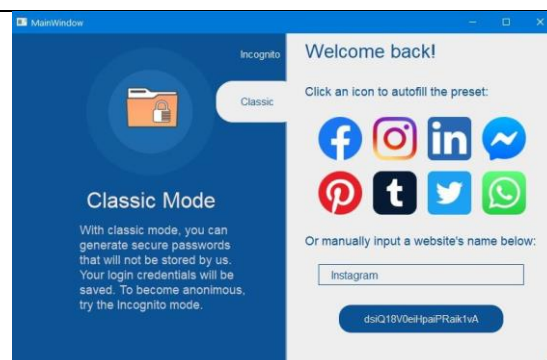 MainWindow
Incognito
Classic
Classic Mode
With classic mode, you can
generate secure passwords
that will not be stored by us.
Your login credentials will be
saved. To become anonimous,
try the Incognito mode.
Welcome back!
Click an icon to autofill the preset:
in
t
Or manually input a website's name below:
Instagram
dsiQ18V0eiHpaiPRaik1vA